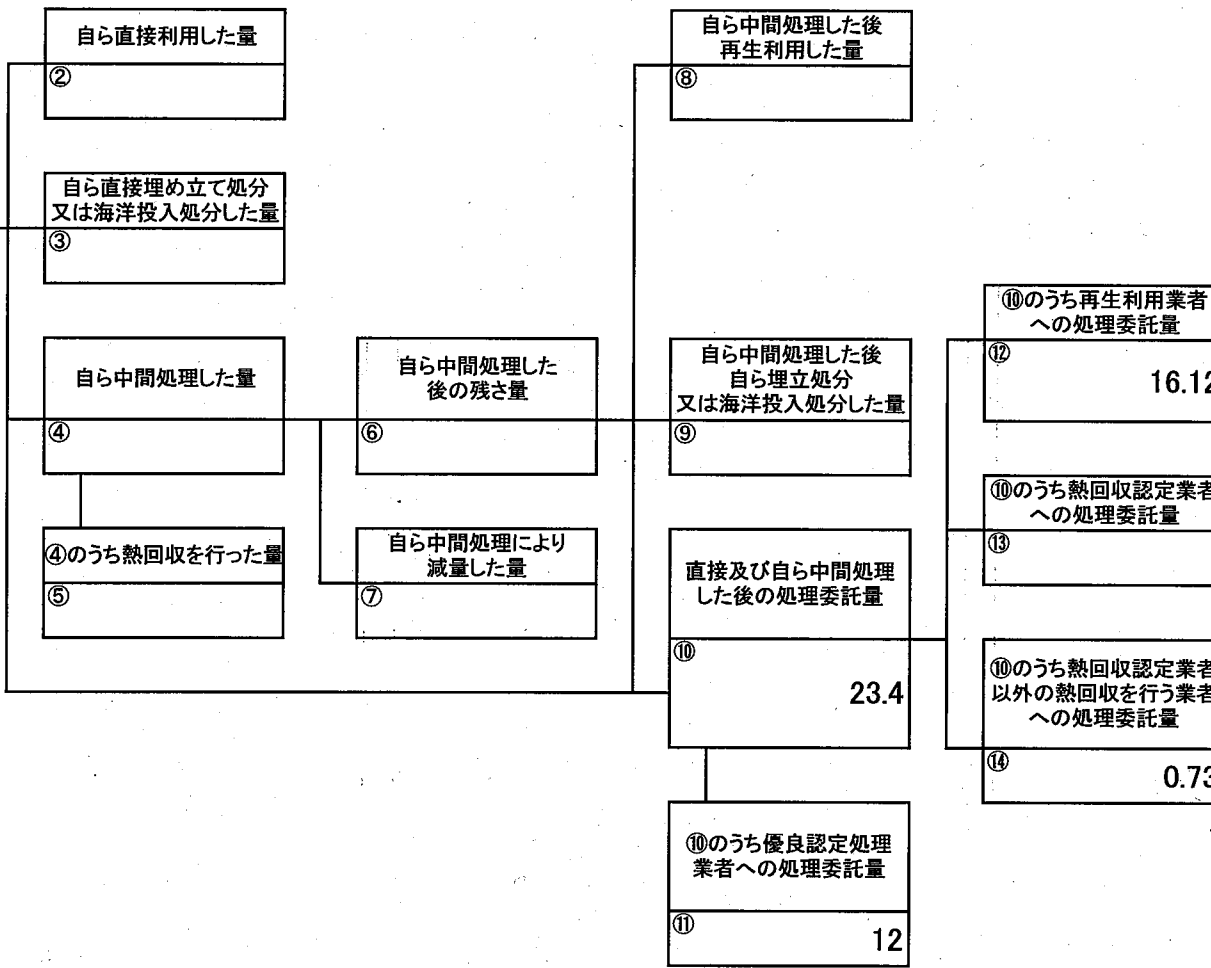 自ら直接利用した量
②
自ら中間処理した後
再生利用した量
⑧
自ら直接埋め立て処分
又は海洋投入処分した量
③
⑩のうち再生利用業者
への処理委託量
⑫
16.12
自ら中間処理した量
④
自ら中間処理した
後の残さ量
⑥
自ら中間処理した後
自ら埋立処分
又は海洋投入処分した量
⑨
⑩のうち熱回収認定業者
への処理委託量
⑬
④のうち熱回収を行った量
⑤
自ら中間処理により
減量した量
⑦
直接及び自ら中間処理
した後の処理委託量
⑩
23.4
⑩のうち熱回収認定業者
以外の熱回収を行う業者
への処理委託量
⑭
0.73
⑩のうち優良認定処理
業者への処理委託量
⑪
12